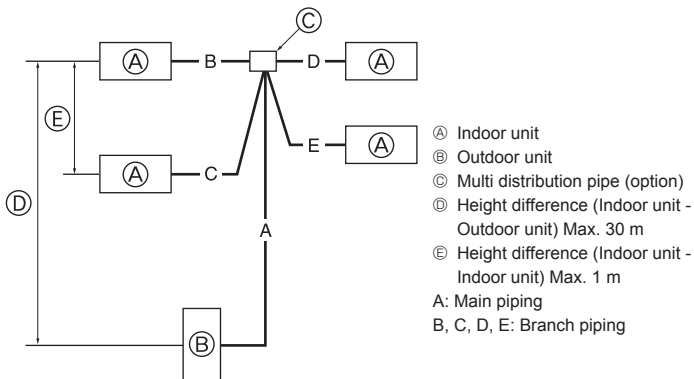 Ⓒ
Ⓐ B D Ⓐ
Ⓔ
E Ⓐ
Ⓐ C
Ⓓ
A
Ⓑ
Ⓐ Indoor unit
Ⓑ Outdoor unit
Ⓒ Multi distribution pipe (option)
Ⓓ Height difference (Indoor unit -
Outdoor unit) Max. 30 m
Ⓔ Height difference (Indoor unit -
Indoor unit) Max. 1 m
A: Main piping
B, C, D, E: Branch piping